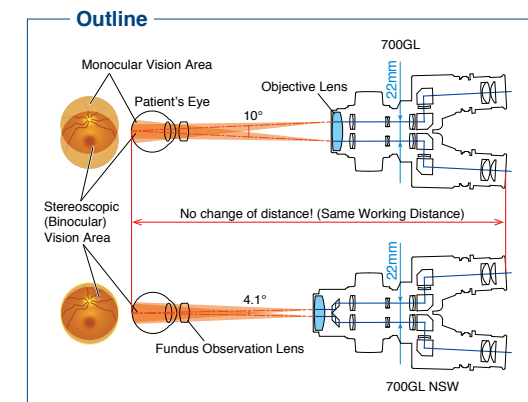 Outline
700GL
Monocular Vision Area
22mm
Objective Lens
Patient's Eye
10°
Stereoscopic
(Binocular)
Vision Area
No change of distance! (Same Working Distance)
22mm
4.1°
Fundus Observation Lens
700GL NSW